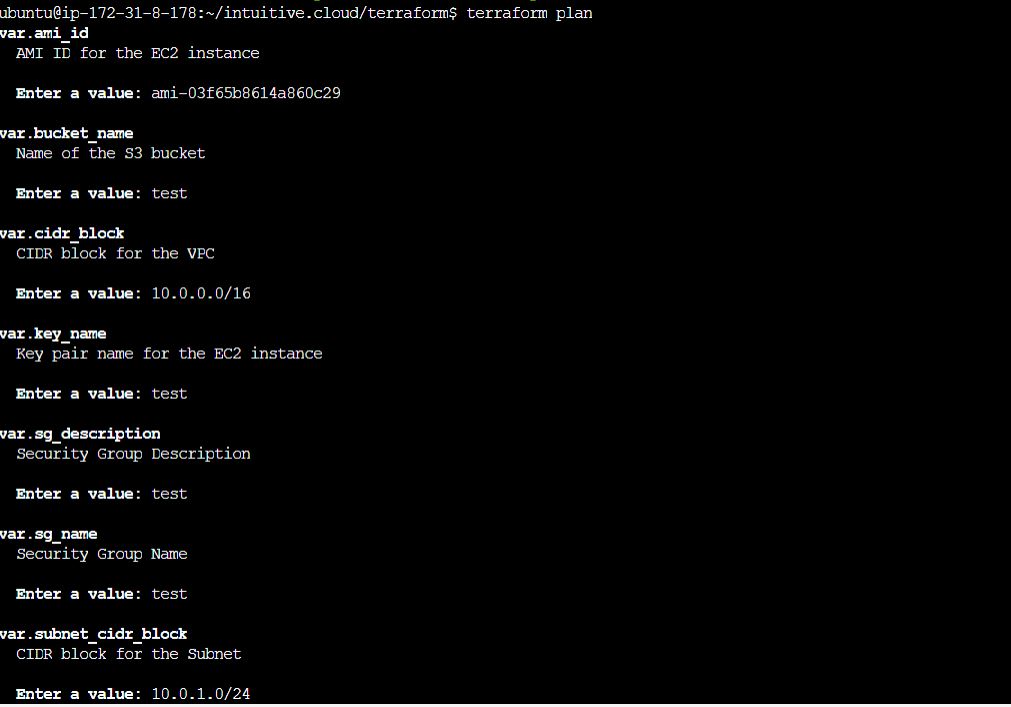 ubuntu@ip-172-31-8-178:~/intuitive.cloud/terraform$ terraform plan
var.ami_id
AMI ID for the EC2 instance
Enter a value: ami-03f65b8614a860c29
var.bucket_name
Name of the S3 bucket
Enter a value: test
var.cidr_block
CIDR block for the VPC
Enter a value: 10.0.0.0/16
var.key_name
Key pair name for the EC2 instance
Enter a value: test
var.sg_description
Security Group Description
Enter a value: test
var.sg_name
Security Group Name
Enter a value: test
var.subnet_cidr_block
CIDR block for the Subnet
Enter a value: 10.0.1.0/24